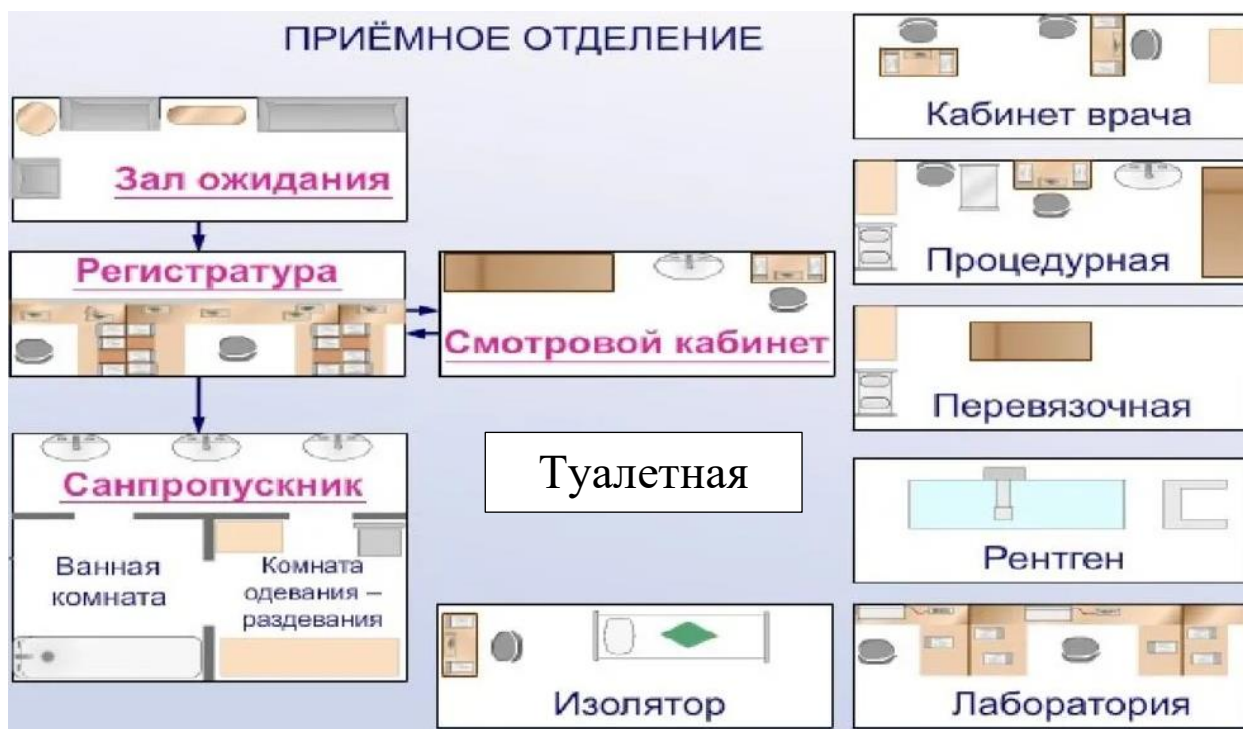 ПРИЁМНОЕ ОТДЕЛЕНИЕ
Зал ожидания
Регистратура
Смотровой кабинет
Санпропускник
Ванная
комната
Комната
одевания –
раздевания
Туалетная
Изолятор
Кабинет врача
Процедурная
Перевязочная
Рентген
Лаборатория